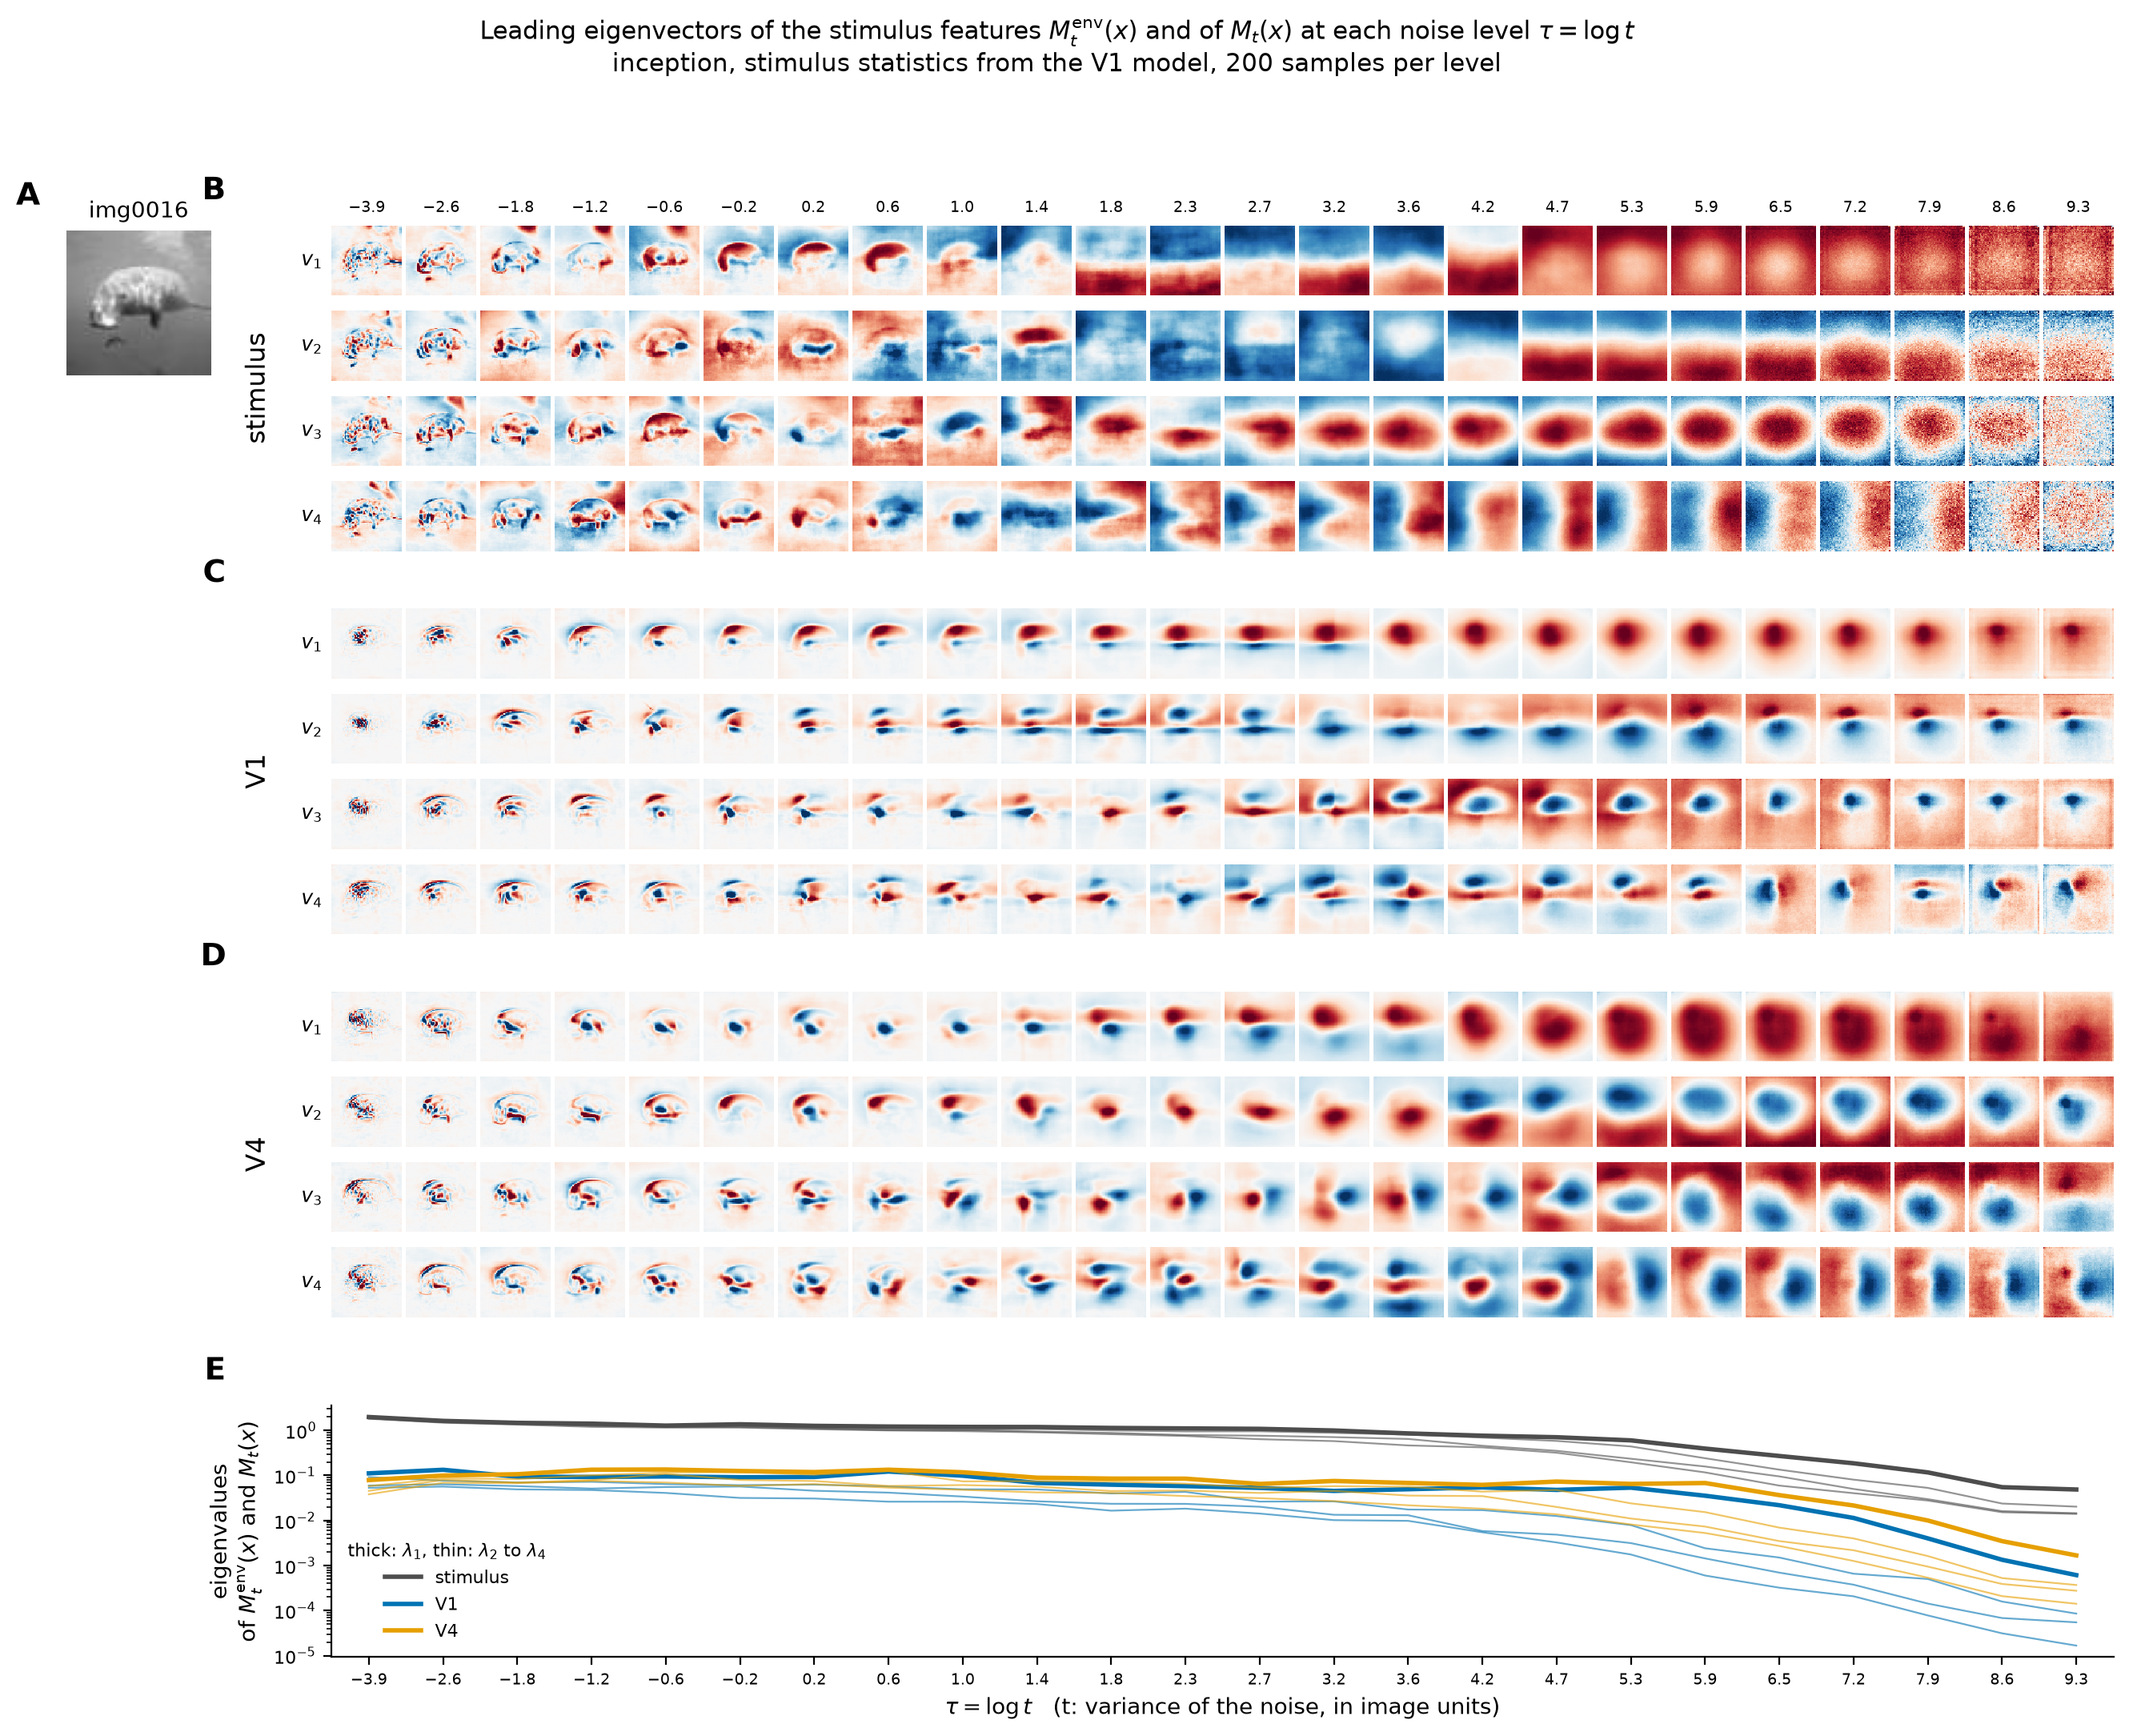 Leading eigenvectors of the stimulus features $M_t^{env}(x)$ and of $M_t(x)$ at each noise level $\tau = \log t$
inception, stimulus statistics from the V1 model, 200 samples per level
A
img0016
B
−3.9 −2.6 −1.8 −1.2 −0.6 −0.2 0.2 0.6 1.0 1.4 1.8 2.3 2.7 3.2 3.6 4.2 4.7 5.3 5.9 6.5 7.2 7.9 8.6 9.3
stimulus
$v_1$
$v_2$
$v_3$
$v_4$
C
V1
$v_1$
$v_2$
$v_3$
$v_4$
D
V4
$v_1$
$v_2$
$v_3$
$v_4$
E
eigenvalues
of $M_t^{env}(x)$ and $M_t(x)$
$10^0$
$10^{-1}$
$10^{-2}$
$10^{-3}$
$10^{-4}$
$10^{-5}$
thick: $\lambda_1$, thin: $\lambda_2$ to $\lambda_4$
stimulus
V1
V4
−3.9 −2.6 −1.8 −1.2 −0.6 −0.2 0.2 0.6 1.0 1.4 1.8 2.3 2.7 3.2 3.6 4.2 4.7 5.3 5.9 6.5 7.2 7.9 8.6 9.3
$\tau = \log t$ (t: variance of the noise, in image units)